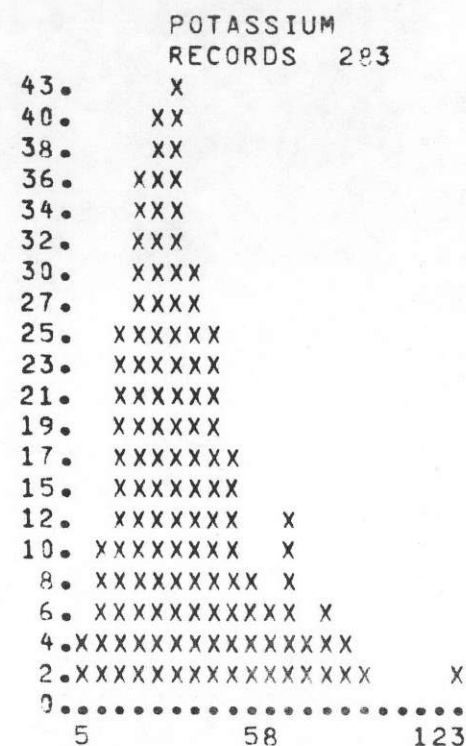 POTASSIUM
RECORDS 283
43. X
40. XX
38. XX
36. XXX
34. XXX
32. XXX
30. XXXX
27. XXXX
25. XXXXXX
23. XXXXXX
21. XXXXXX
19. XXXXXX
17. XXXXXXX
15. XXXXXXX
12. XXXXXXX X
10. XXXXXXXX X
8. XXXXXXXXX X
6. XXXXXXXXXXX X
4.XXXXXXXXXXXXXXX
2.XXXXXXXXXXXXXXXX X
0......................
5 58 123